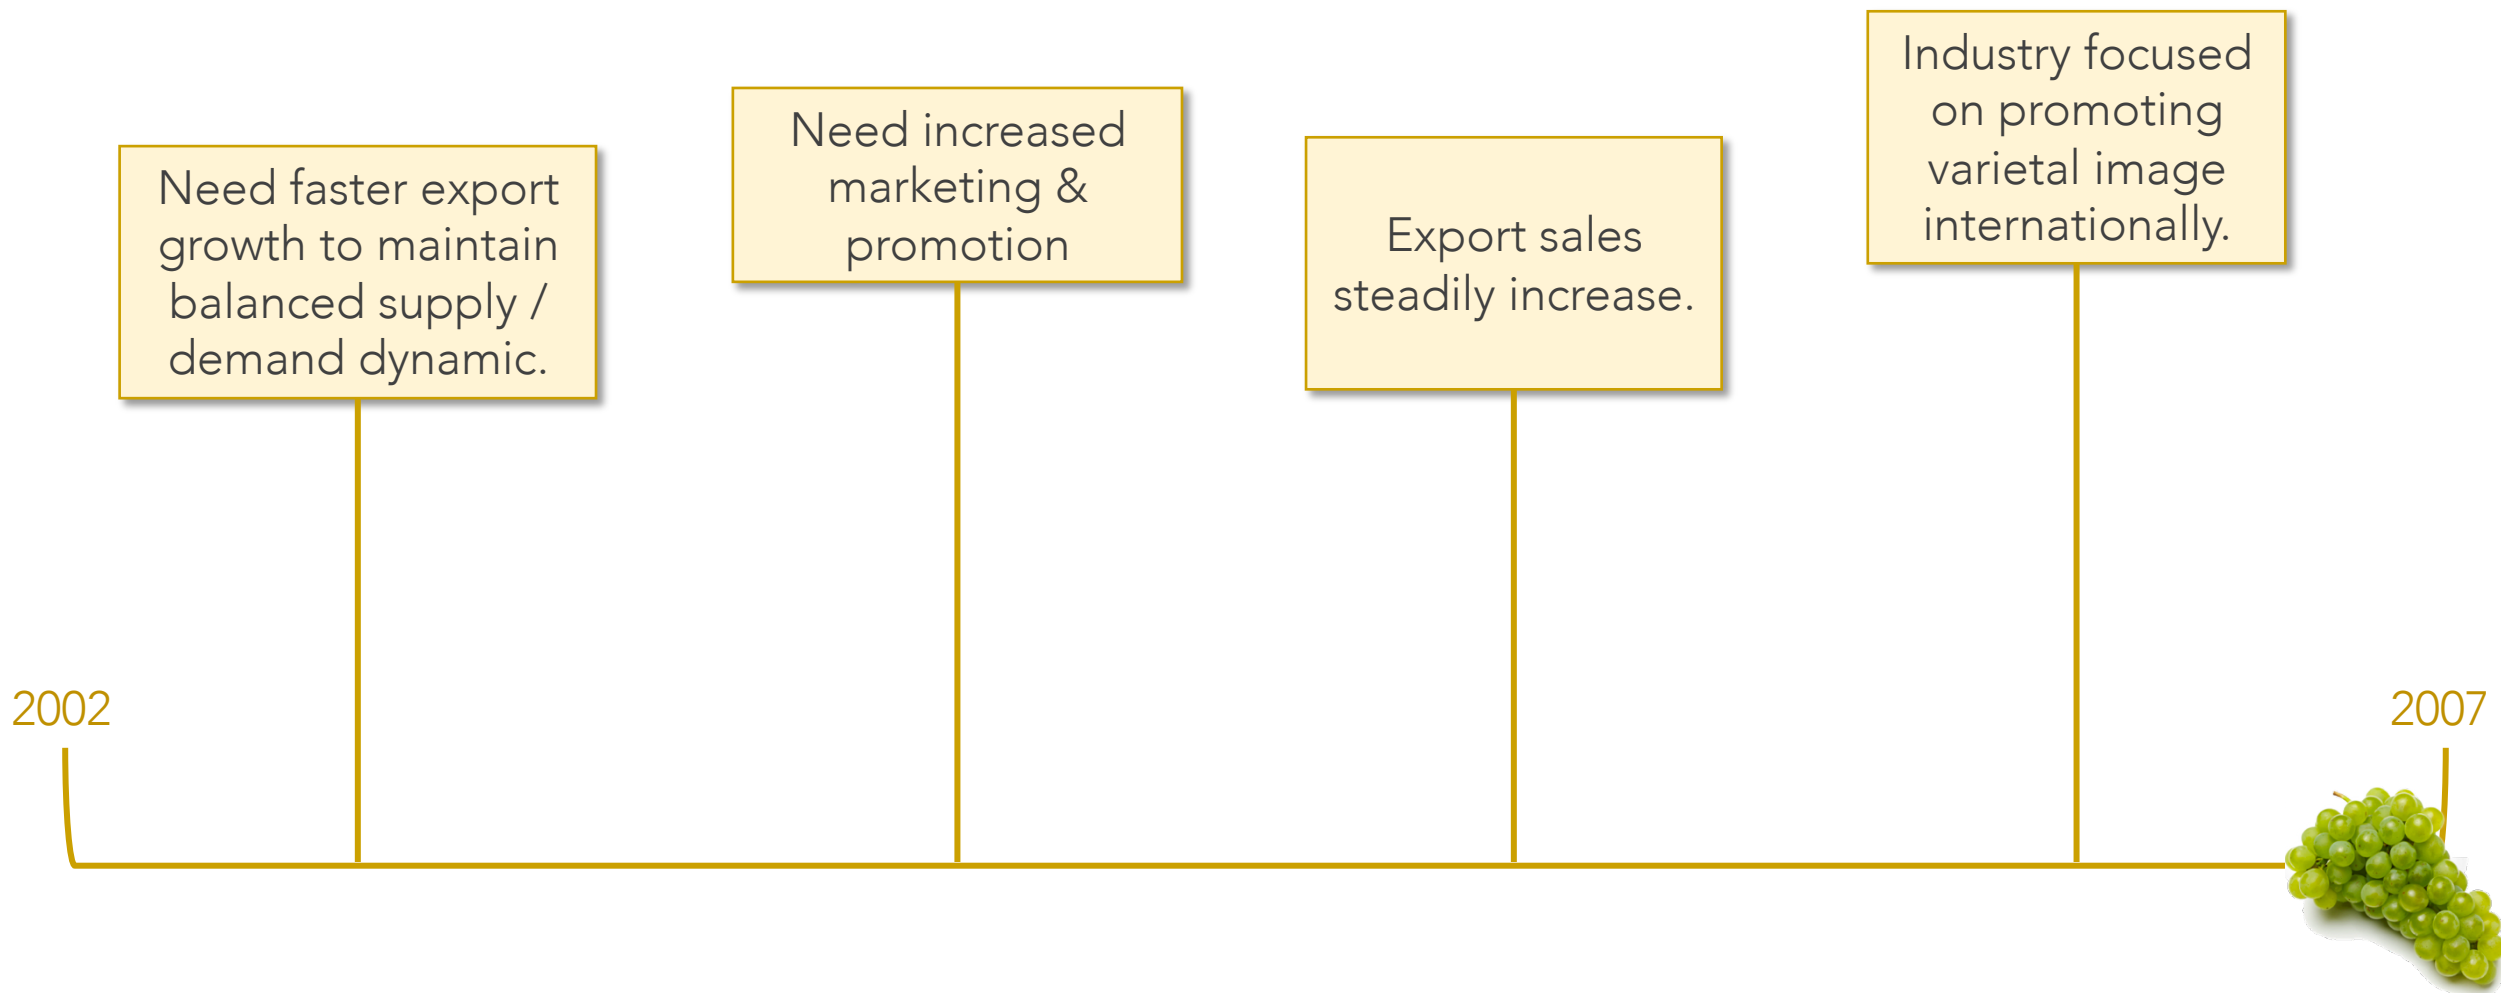 Need faster export
growth to maintain
balanced supply /
demand dynamic.
Need increased
marketing &
promotion
Export sales
steadily increase.
Industry focused
on promoting
varietal image
internationally.
2002
2007